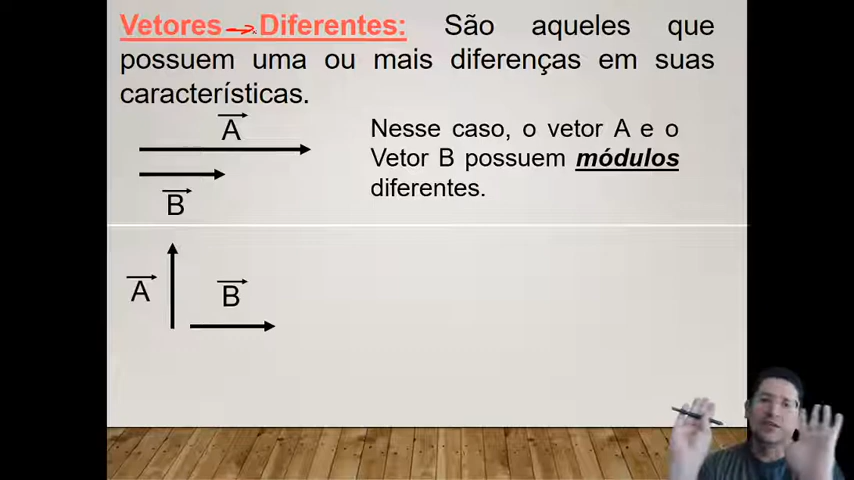 Vetores Diferentes: São aqueles que
possuem uma ou mais diferenças em suas
características.
A
B
Nesse caso, o vetor A e o
Vetor B possuem módulos
diferentes.
A
B